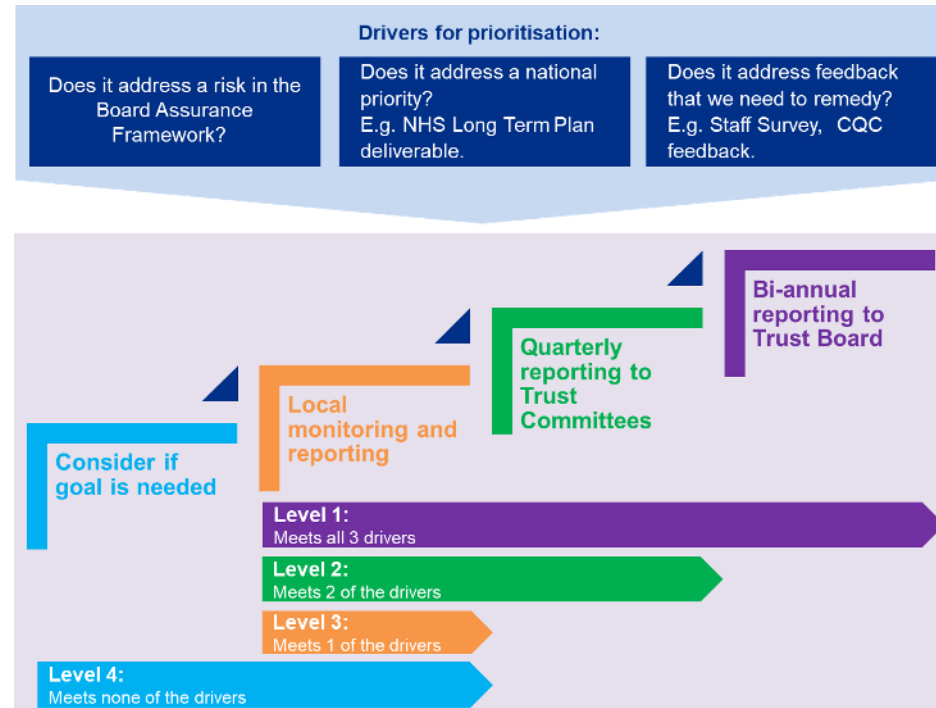 Drivers for prioritisation:
Does it address a risk in the
Board Assurance
Framework?
Does it address a national
priority?
E.g. NHS Long Term Plan
deliverable.
Does it address feedback
that we need to remedy?
E.g. Staff Survey, CQC
feedback.
Bi-annual
reporting to
Trust Board
Quarterly
reporting to
Trust
Committees
Local
monitoring and
reporting
Consider if
goal is needed
Level 1:
Meets all 3 drivers
Level 2:
Meets 2 of the drivers
Level 3:
Meets 1 of the drivers
Level 4:
Meets none of the drivers